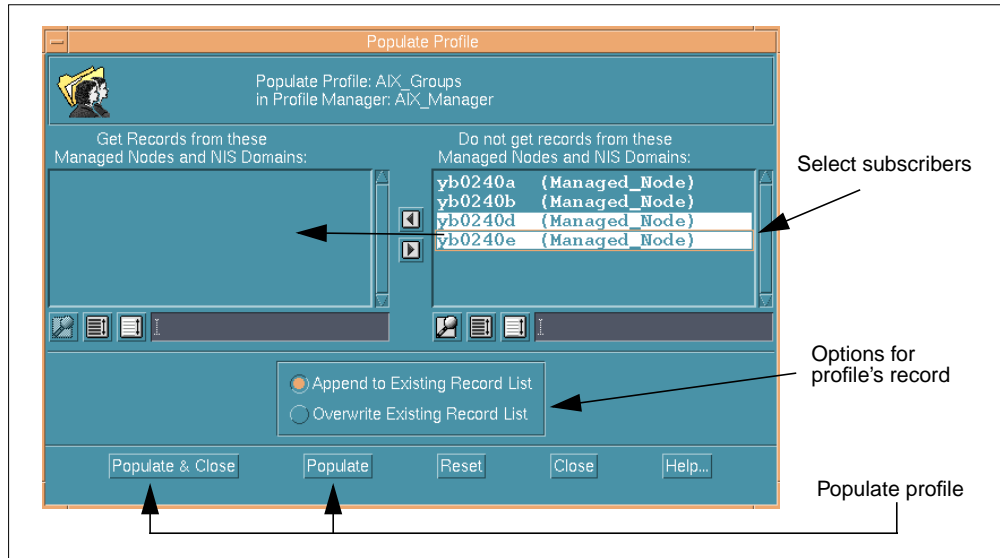 Populate Profile
Populate Profile: AIX_Groups
in Profile Manager: AIX_Manager
Get Records from these
Managed Nodes and NIS Domains:
Do not get records from these
Managed Nodes and NIS Domains:
yb0240a (Managed_Node)
yb0240b (Managed_Node)
yb0240d (Managed_Node)
yb0240e (Managed_Node)
Select subscribers
Append to Existing Record List
Overwrite Existing Record List
Options for
profile's record
Populate & Close
Populate
Reset
Close
Help...
Populate profile